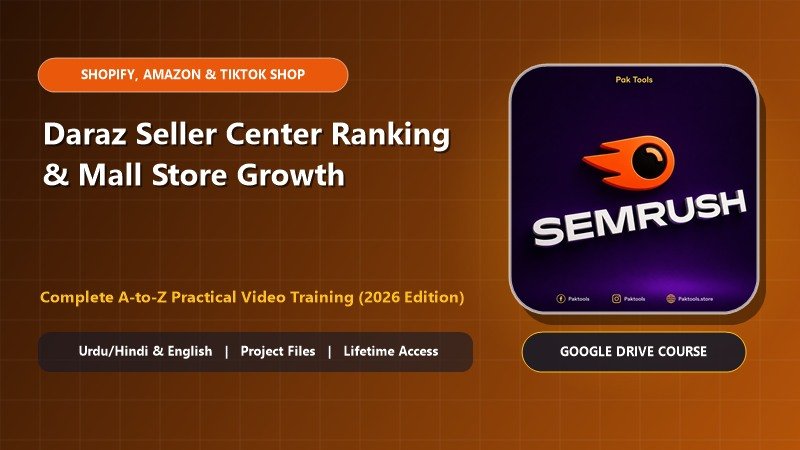 SHOPIFY, AMAZON & TIKTOK SHOP
Daraz Seller Center Ranking
& Mall Store Growth
Complete A-to-Z Practical Video Training (2026 Edition)
Urdu/Hindi & English | Project Files | Lifetime Access
Pak Tools
SEMRUSH
Paktools Paktools Paktools.store
GOOGLE DRIVE COURSE